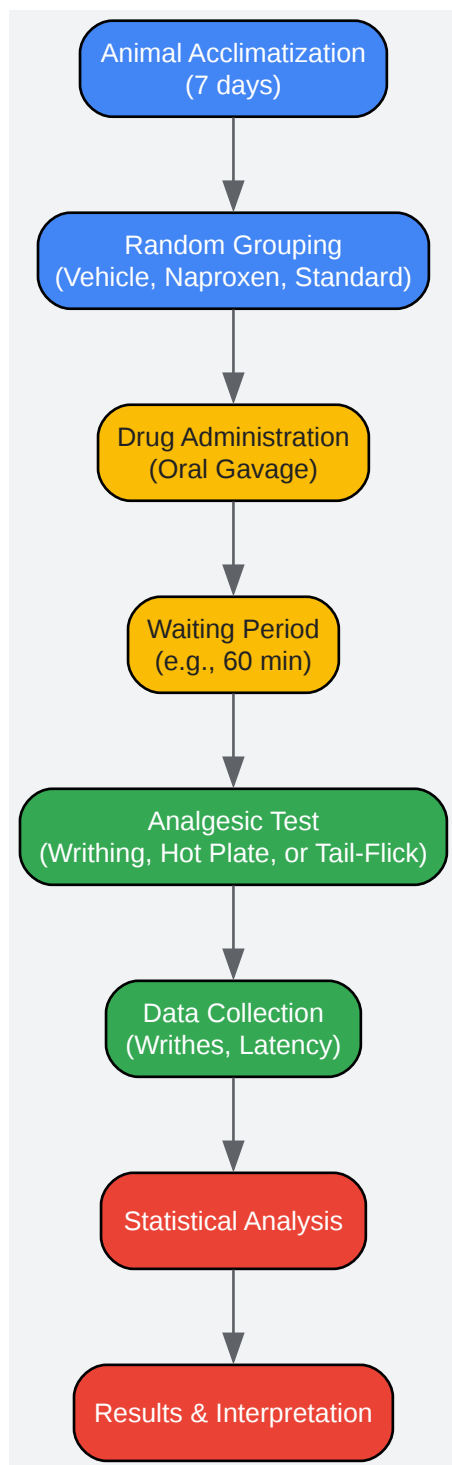 Animal Acclimatization
(7 days)
Random Grouping
(Vehicle, Naproxen, Standard)
Drug Administration
(Oral Gavage)
Waiting Period
(e.g., 60 min)
Analgesic Test
(Writhing, Hot Plate, or Tail-Flick)
Data Collection
(Writhes, Latency)
Statistical Analysis
Results & Interpretation